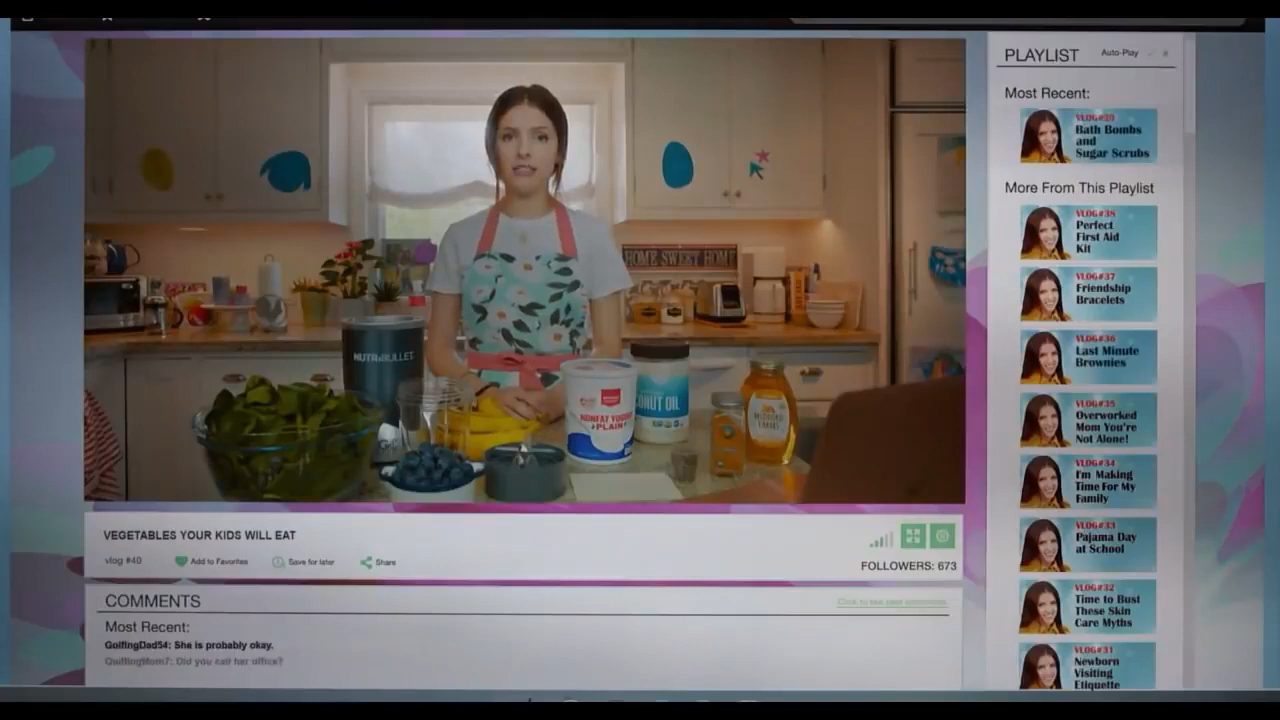 HOME SWEET HOME
NUTRIBULLET
NONFAT YOGURT
PLAIN
NUT OIL
VEGETABLES YOUR KIDS WILL EAT
vlog #40
Add to Favorites
Save for later
Share
FOLLOWERS: 673
COMMENTS
Most Recent:
GolfingDad54: She is probably okay.
QuiltingMom7: Did you call her office?
PLAYLIST
Auto-Play
Most Recent:
VLOG#39
Bath Bombs
and
Sugar Scrubs
More From This Playlist
VLOG#38
Perfect
First Aid
Kit
VLOG#37
Friendship
Bracelets
VLOG#36
Last Minute
Brownies
VLOG#35
Overworked
Mom You're
Not Alone!
VLOG#34
I'm Making
Time For My
Family
VLOG#33
Pajama Day
at School
VLOG#32
Time to Bust
These Skin
Care Myths
VLOG#31
Newborn
Visiting
Etiquette